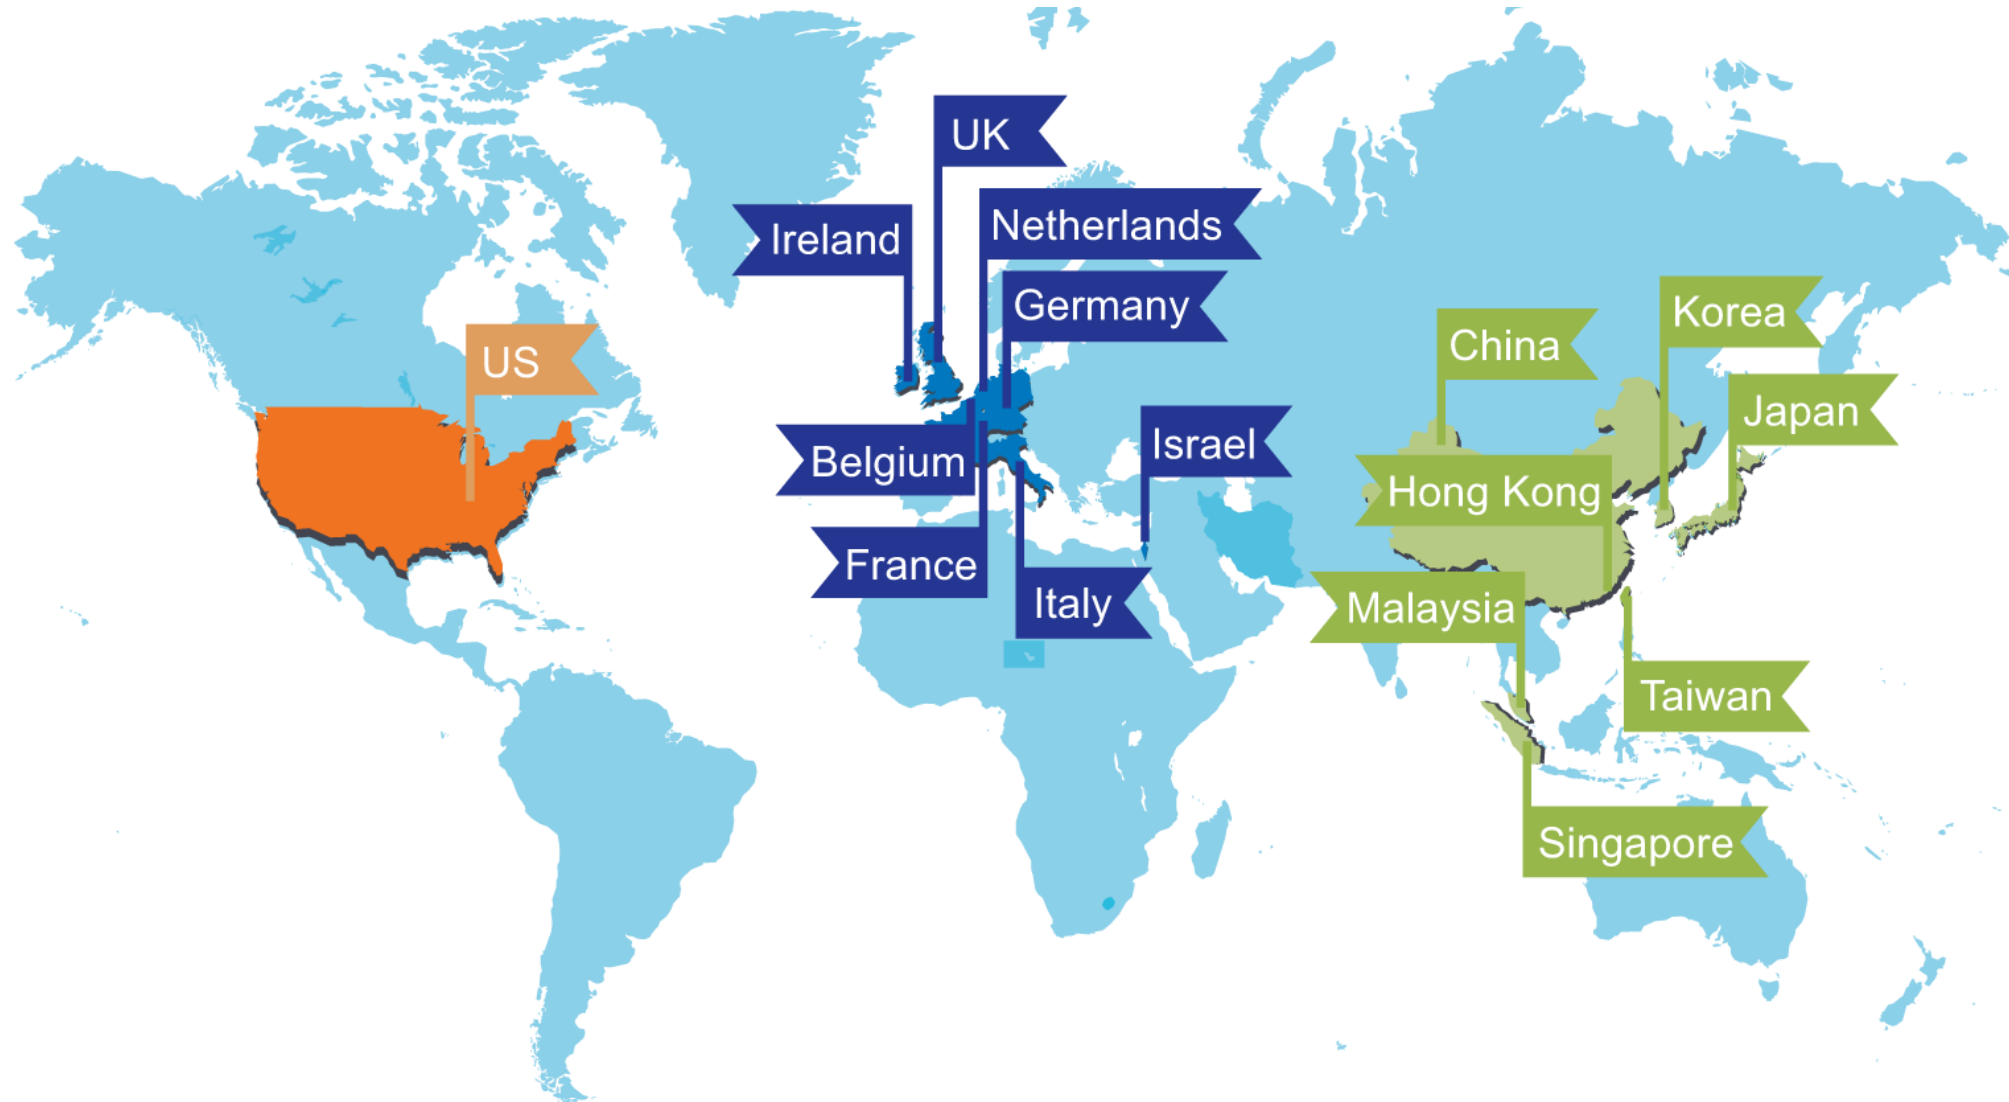 UK
Netherlands
Ireland
Germany
Korea
China
US
Japan
Israel
Belgium
Hong Kong
France
Italy
Malaysia
Taiwan
Singapore